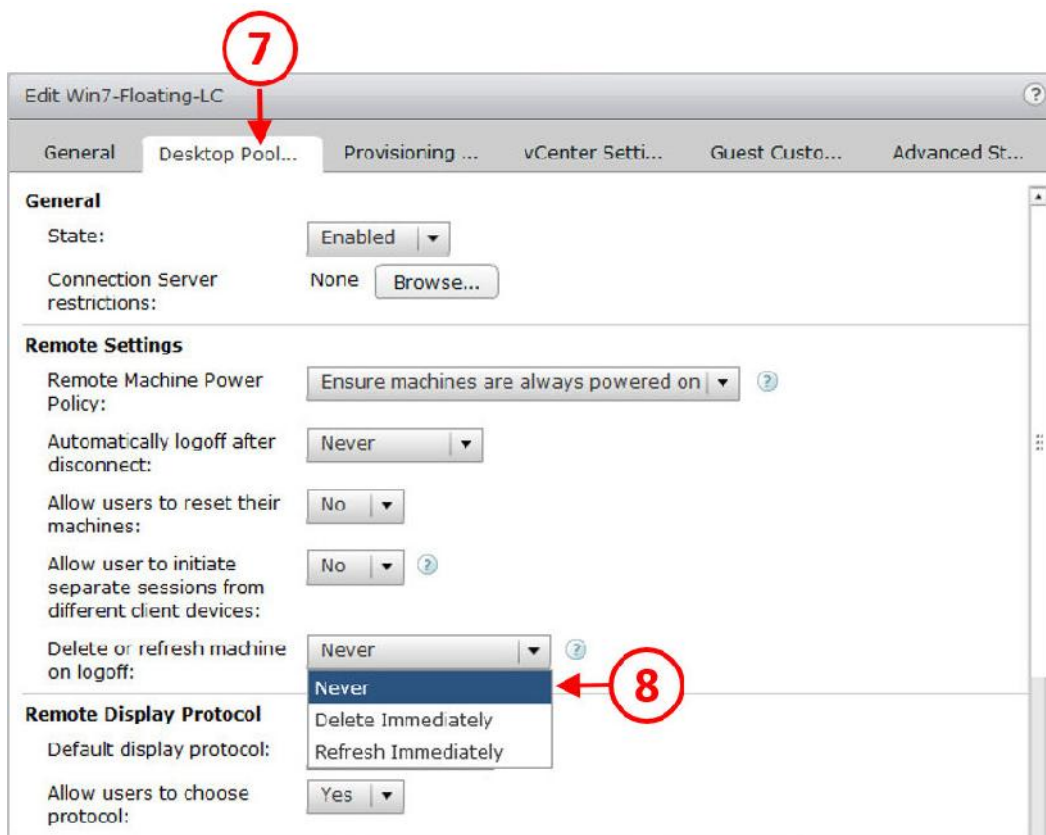 7
Edit Win7-Floating-LC
?
General Desktop Pool... Provisioning ... vCenter Setti... Guest Custo... Advanced St...
General
State: Enabled
Connection Server
restrictions: None Browse...
Remote Settings
Remote Machine Power
Policy: Ensure machines are always powered on ?
Automatically logoff after
disconnect: Never
Allow users to reset their
machines: No
Allow user to initiate
separate sessions from
different client devices: No ?
Delete or refresh machine
on logoff: Never ?
Never
8
Delete Immediately
Refresh Immediately
Remote Display Protocol
Default display protocol:
Allow users to choose
protocol: Yes